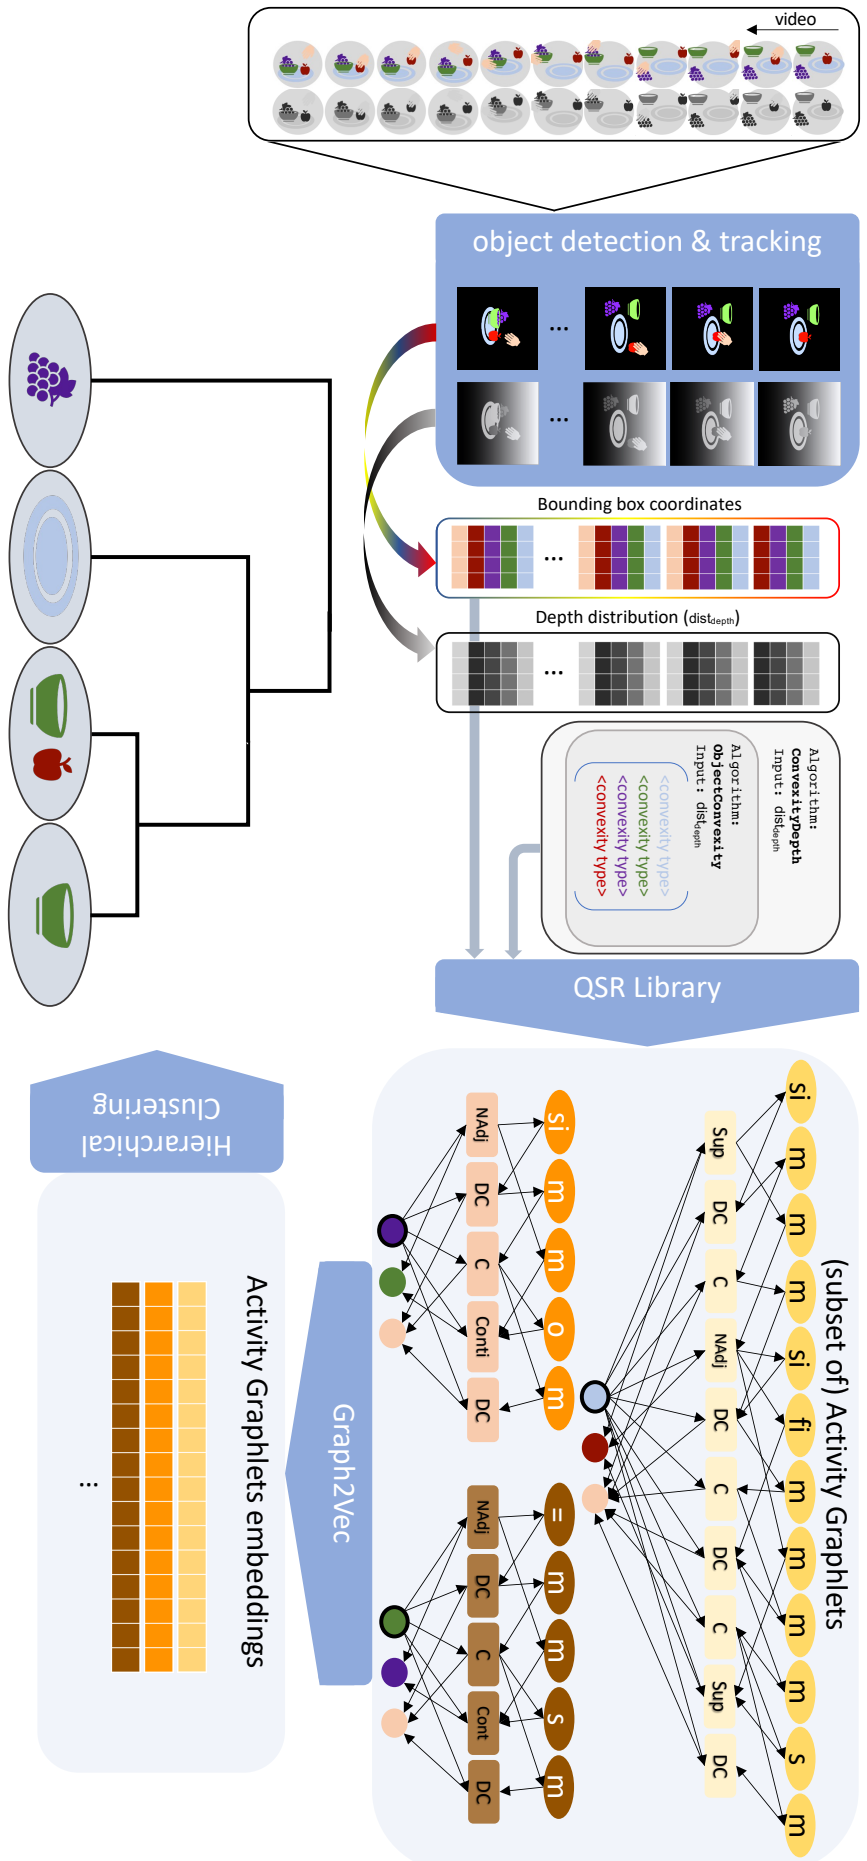 video
object detection & tracking
...
...
Bounding box coordinates
...
Depth distribution (dist_depth)
...
Algorithm:
ConvexityDepth
Input: dist_depth
Algorithm:
ObjectConvexity
Input: dist_depth
<convexity type>
<convexity type>
<convexity type>
<convexity type>
QSR Library
(subset of) Activity Graphlets
si
m
m
m
si
fi
m
m
m
m
s
m
Sup
DC
C
NAdj
DC
C
DC
C
Sup
DC
si
m
m
o
m
NAdj
DC
C
Conti
DC
=
m
m
s
m
NAdj
DC
C
Cont
DC
Graph2Vec
Activity Graphlets embeddings
...
Hierarchical
Clustering